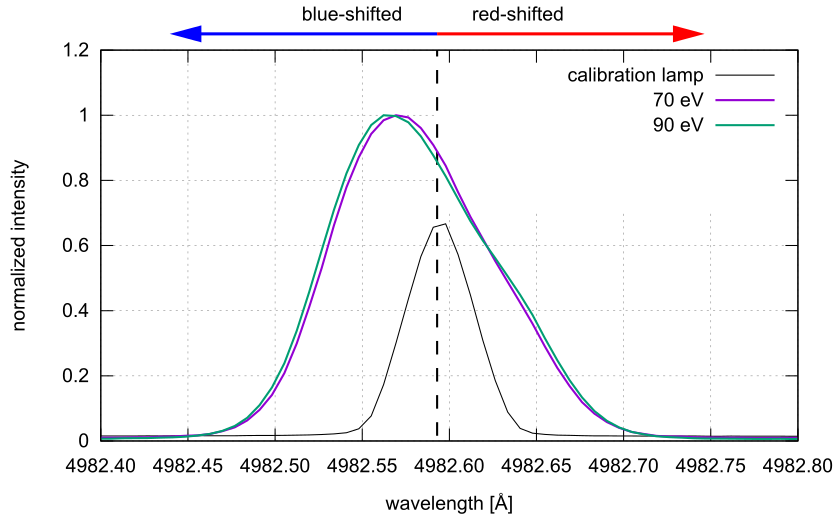 blue-shifted red-shifted
1.2
calibration lamp
70 eV
90 eV
1
0.8
0.6
0.4
0.2
0
normalized intensity
4982.40 4982.45 4982.50 4982.55 4982.60 4982.65 4982.70 4982.75 4982.80
wavelength [Å]